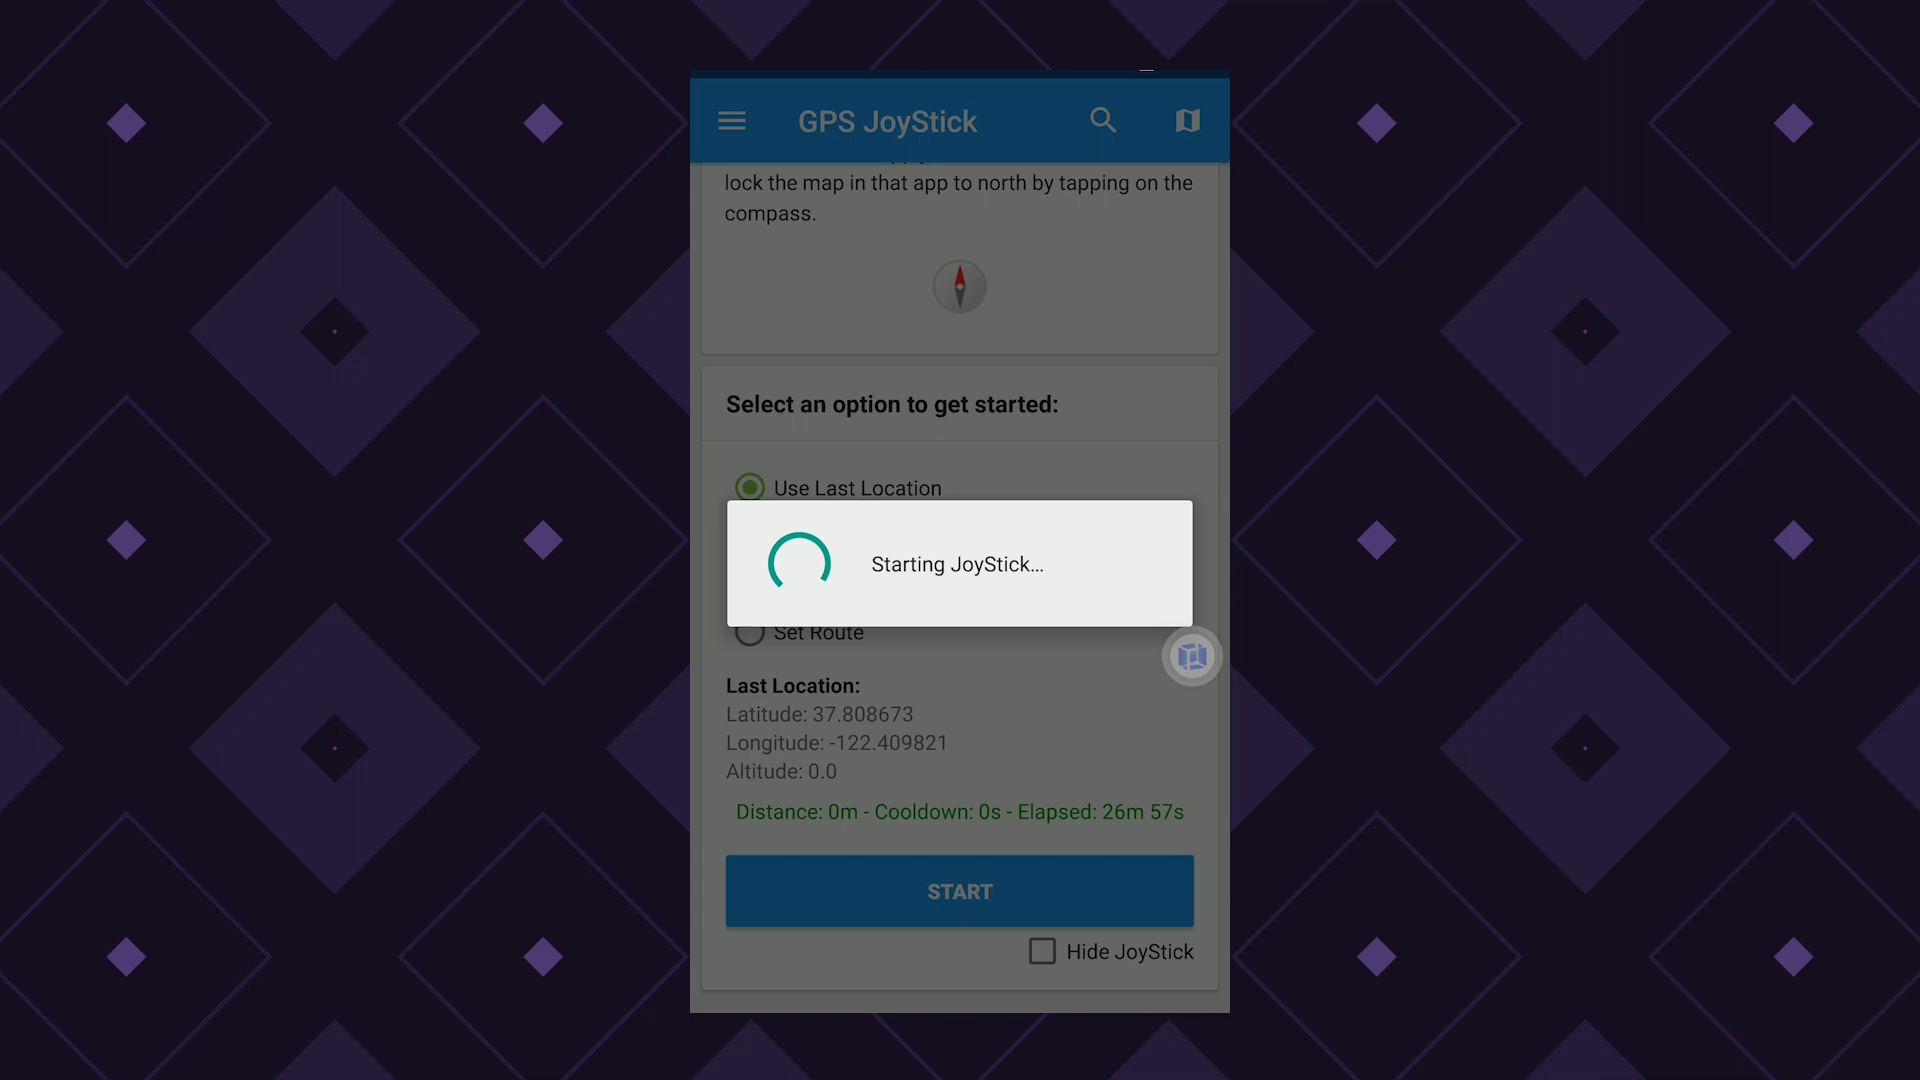 GPS JoyStick
lock the map in that app to north by tapping on the
compass.
Select an option to get started:
Use Last Location
Starting JoyStick...
Set Route
Last Location:
Latitude: 37.808673
Longitude: -122.409821
Altitude: 0.0
Distance: 0m - Cooldown: 0s - Elapsed: 26m 57s
START
Hide JoyStick